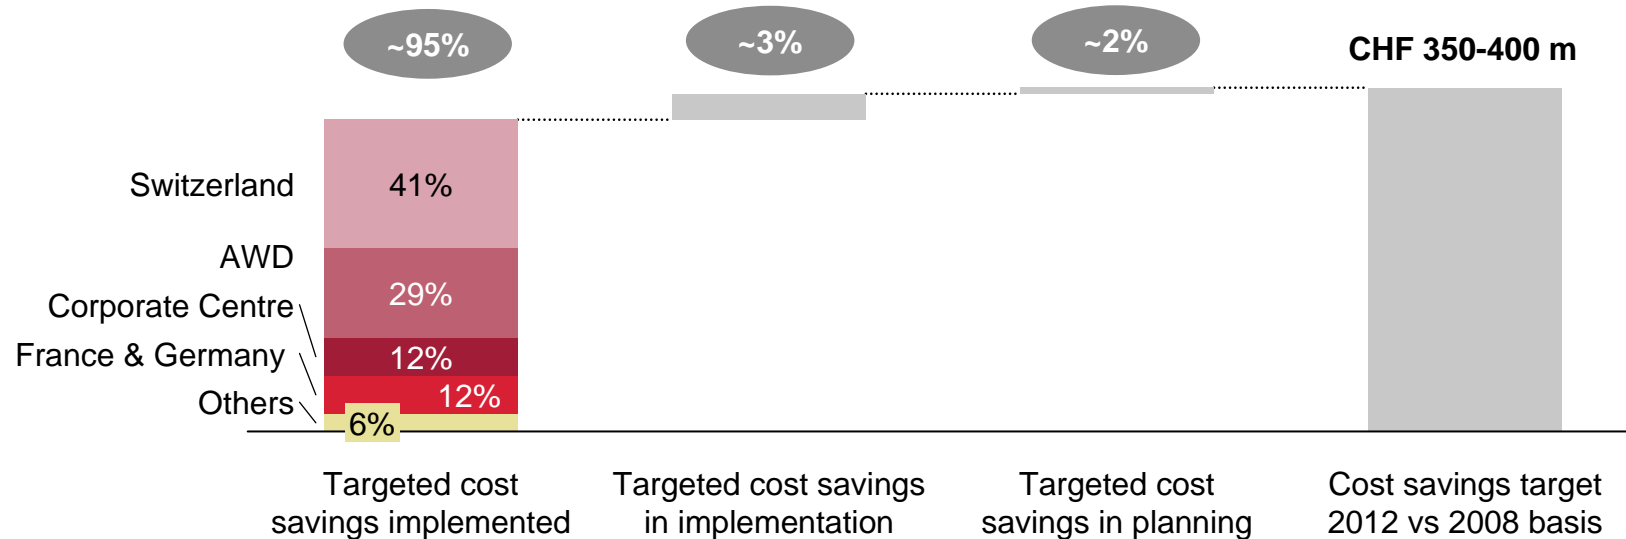 ~95%
~3%
~2%
CHF 350-400 m
Switzerland
41%
AWD
29%
Corporate Centre
12%
France & Germany
12%
Others
6%
Targeted cost
savings implemented
Targeted cost savings
in implementation
Targeted cost
savings in planning
Cost savings target
2012 vs 2008 basis